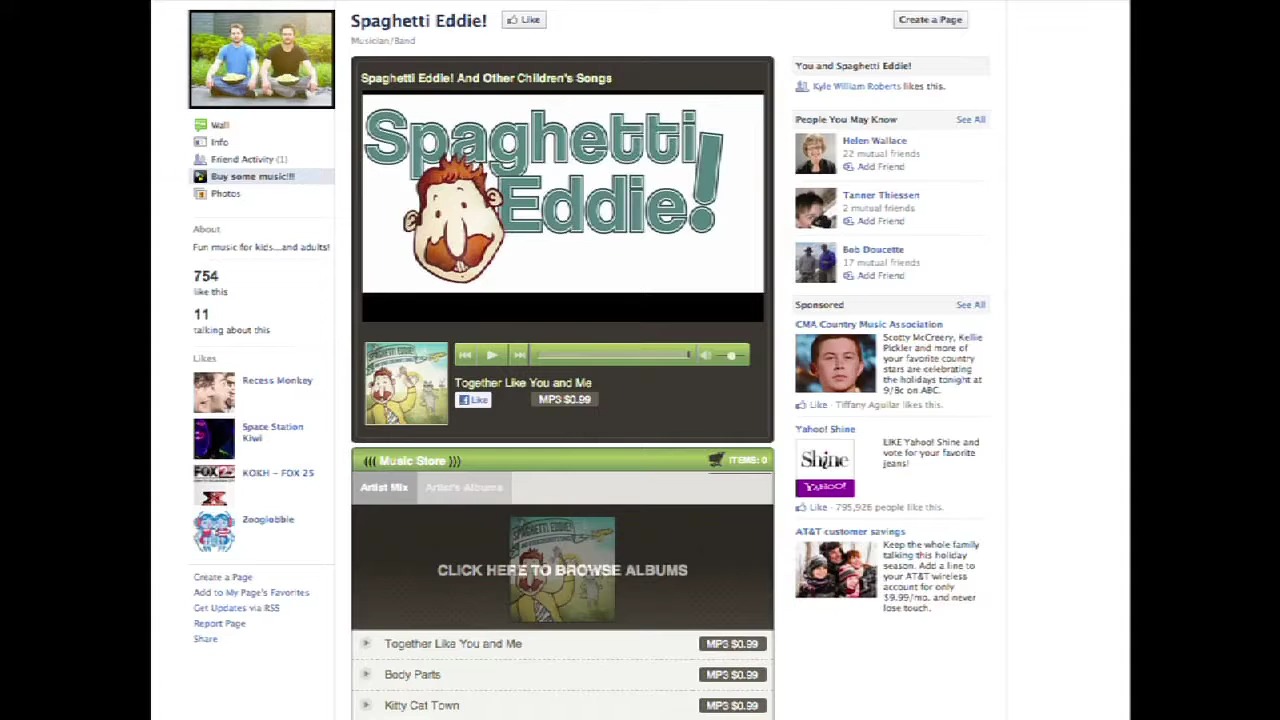 Spaghetti Eddie!
Like
Create a Page
Musician/Band
Wall
Info
Friend Activity (1)
Buy some music!!!
Photos
About
Fun music for kids...and adults!
754
like this
11
talking about this
Likes
Recess Monkey
Space Station
Kiwi
KOKH - FOX 25
Zooglobble
Create a Page
Add to My Page's Favorites
Get Updates via RSS
Report Page
Share
Spaghetti Eddie! And Other Children's Songs
Spaghetti
Eddie!
Together Like You and Me
Like
MP3 $0.99
((( Music Store )))
ITEMS: 0
Artist Mix
Artist's Albums
SPAGHETTI EDDIE!
CLICK HERE TO BROWSE ALBUMS
Together Like You and Me
MP3 $0.99
Body Parts
MP3 $0.99
Kitty Cat Town
MP3 $0.99
You and Spaghetti Eddie!
Kyle William Roberts likes this.
People You May Know
See All
Helen Wallace
22 mutual friends
Add Friend
Tanner Thiessen
2 mutual friends
Add Friend
Bob Doucette
17 mutual friends
Add Friend
Sponsored
See All
CMA Country Music Association
Scotty McCreery, Kellie
Pickler and more of
your favorite country
stars are celebrating
the holidays tonight at
9/8c on ABC.
Like · Tiffany Aguilar likes this.
Yahoo! Shine
Shine
YAHOO!
LIKE Yahoo! Shine and
vote for your favorite
jeans!
Like · 795,926 people like this.
AT&T customer savings
Keep the whole family
talking this holiday
season. Add a line to
your AT&T wireless
account for only
$9.99/mo. and never
lose touch.